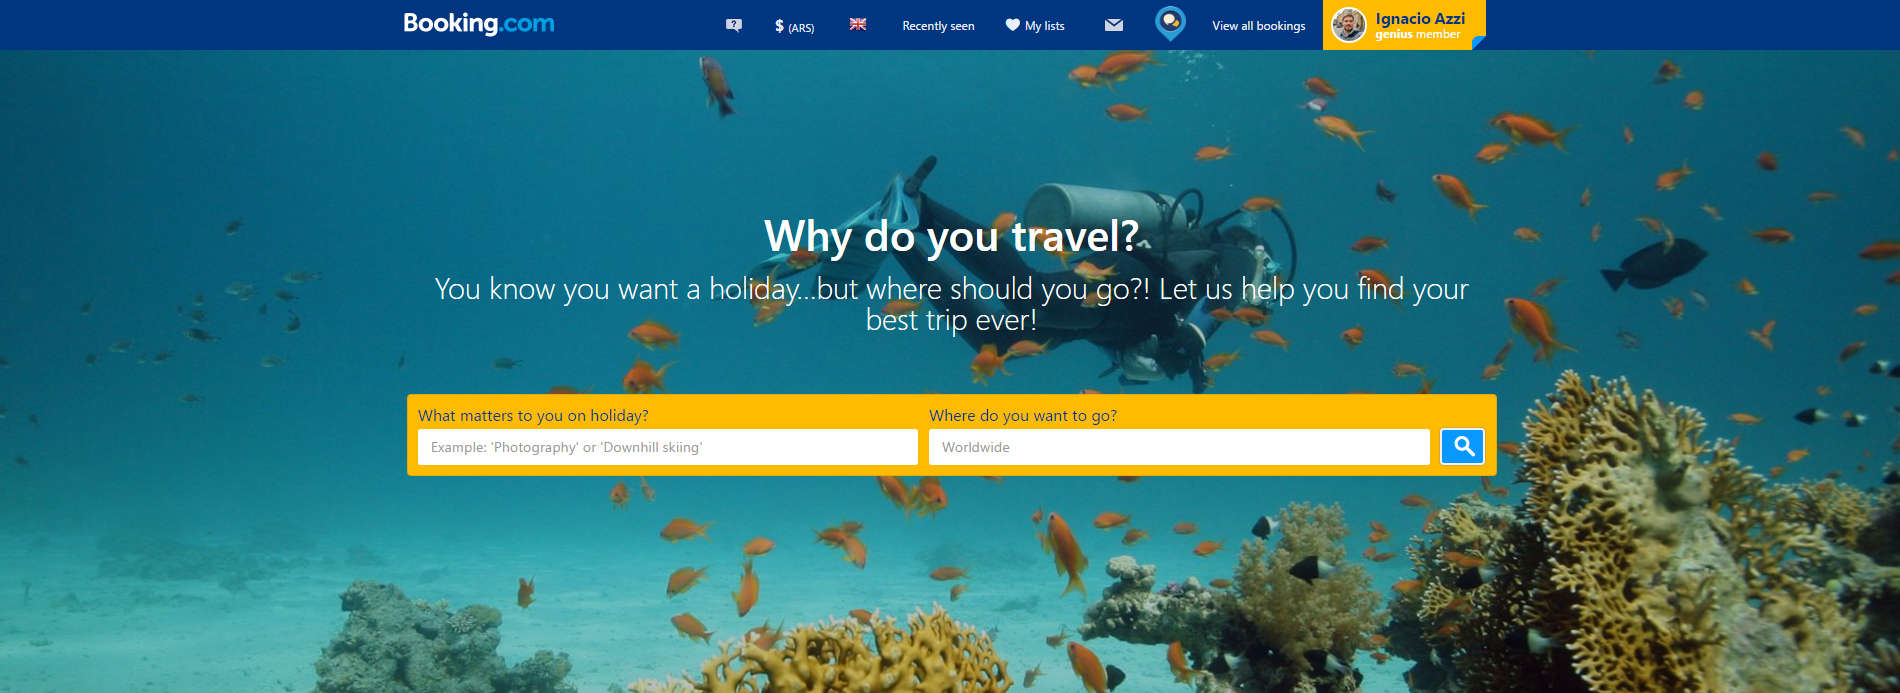 Booking.com
?
$ (ARS)
Recently seen
My lists
View all bookings
Ignacio Azzi
genius member
Why do you travel?
You know you want a holiday...but where should you go?! Let us help you find your
best trip ever!
What matters to you on holiday?
Where do you want to go?
Example: 'Photography' or 'Downhill skiing'
Worldwide